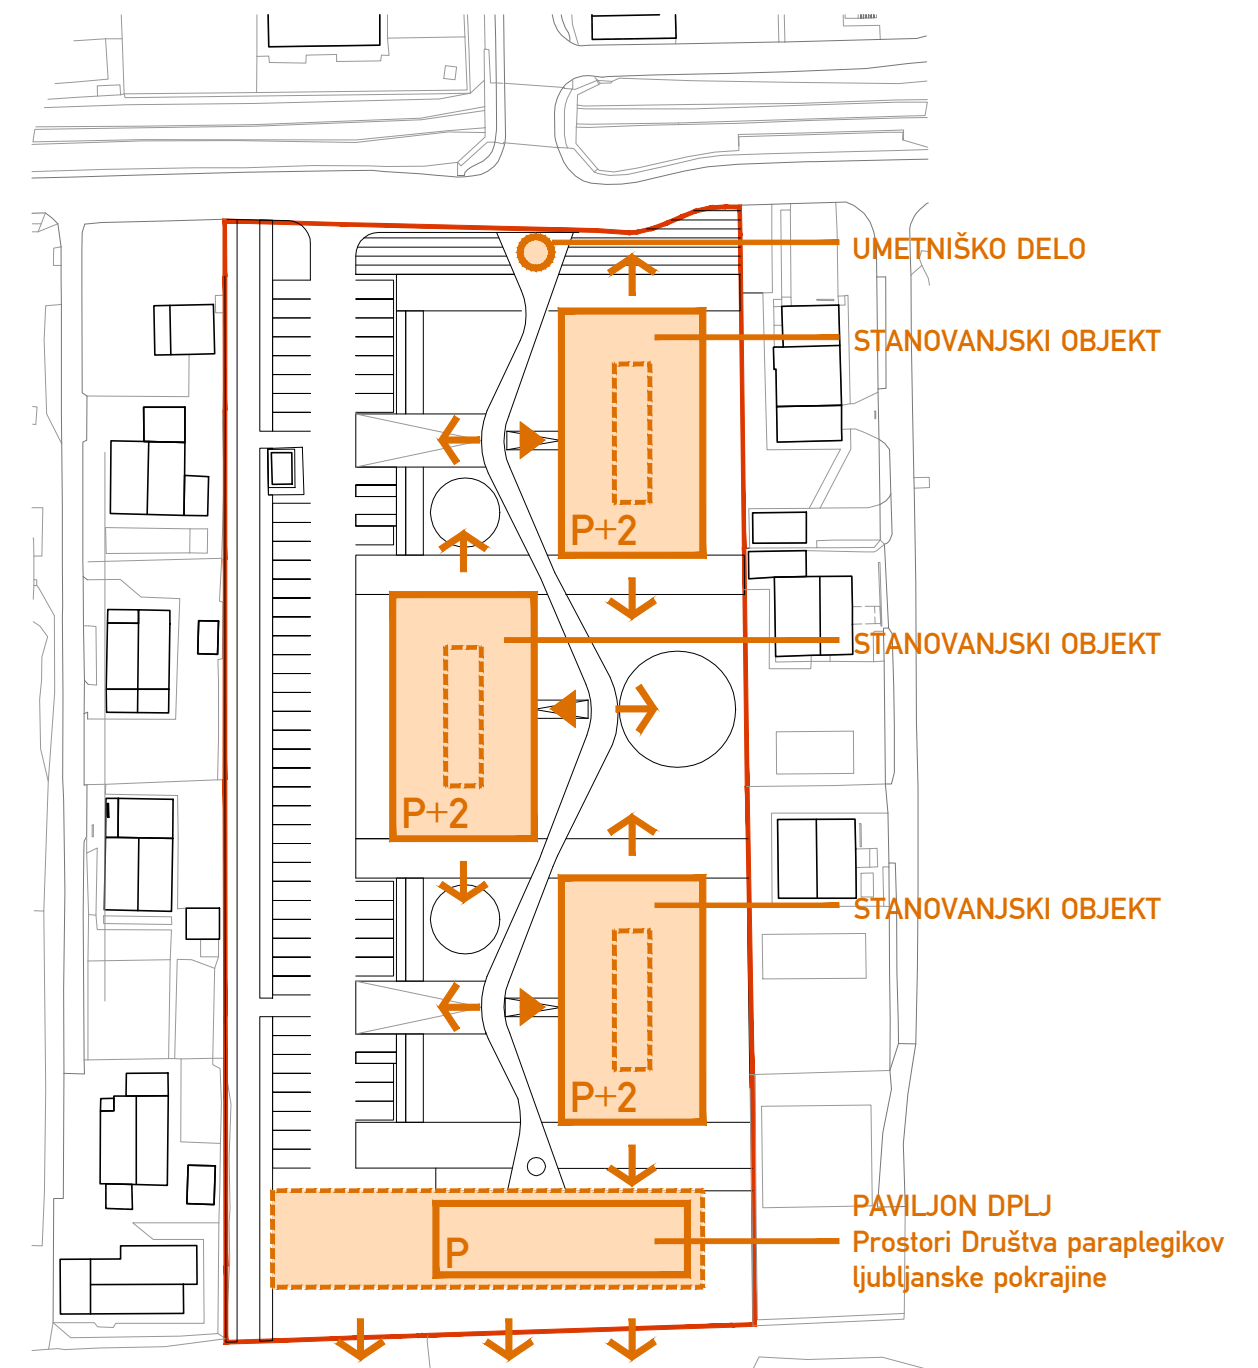 UMETNIŠKO DELO
STANOVANJSKI OBJEKT
P+2
STANOVANJSKI OBJEKT
P+2
STANOVANJSKI OBJEKT
P+2
PAVILJON DPLJ
P
Prostori Društva paraplegikov
ljubljanske pokrajine